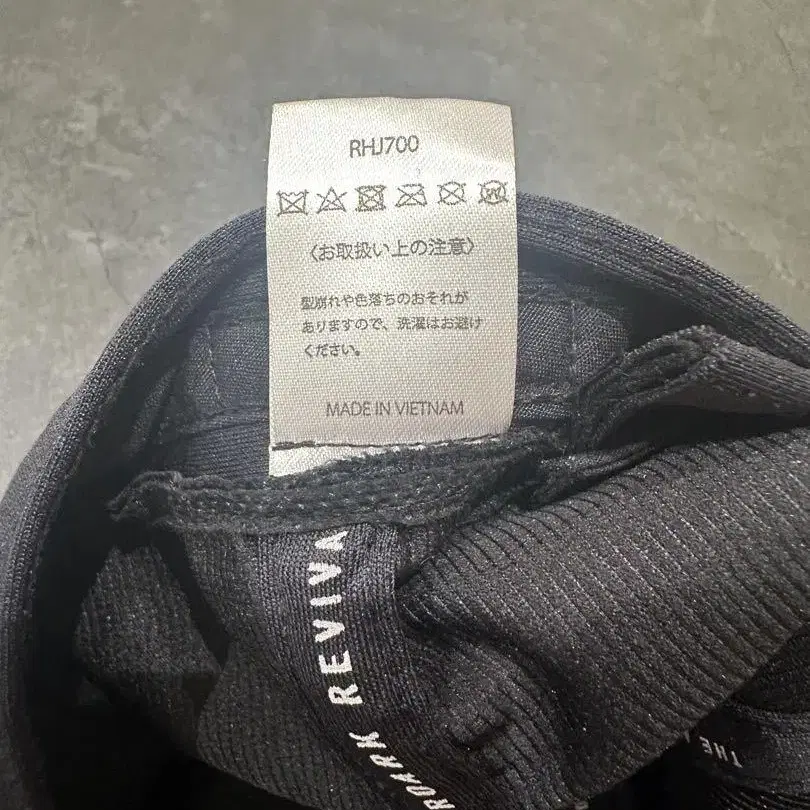 RHJ700
〈お取扱い上の注意〉
型崩れや色落ちのおそれが
ありますので、洗濯はお避け
ください。
MADE IN VIETNAM
ROARK REVIVA
THE